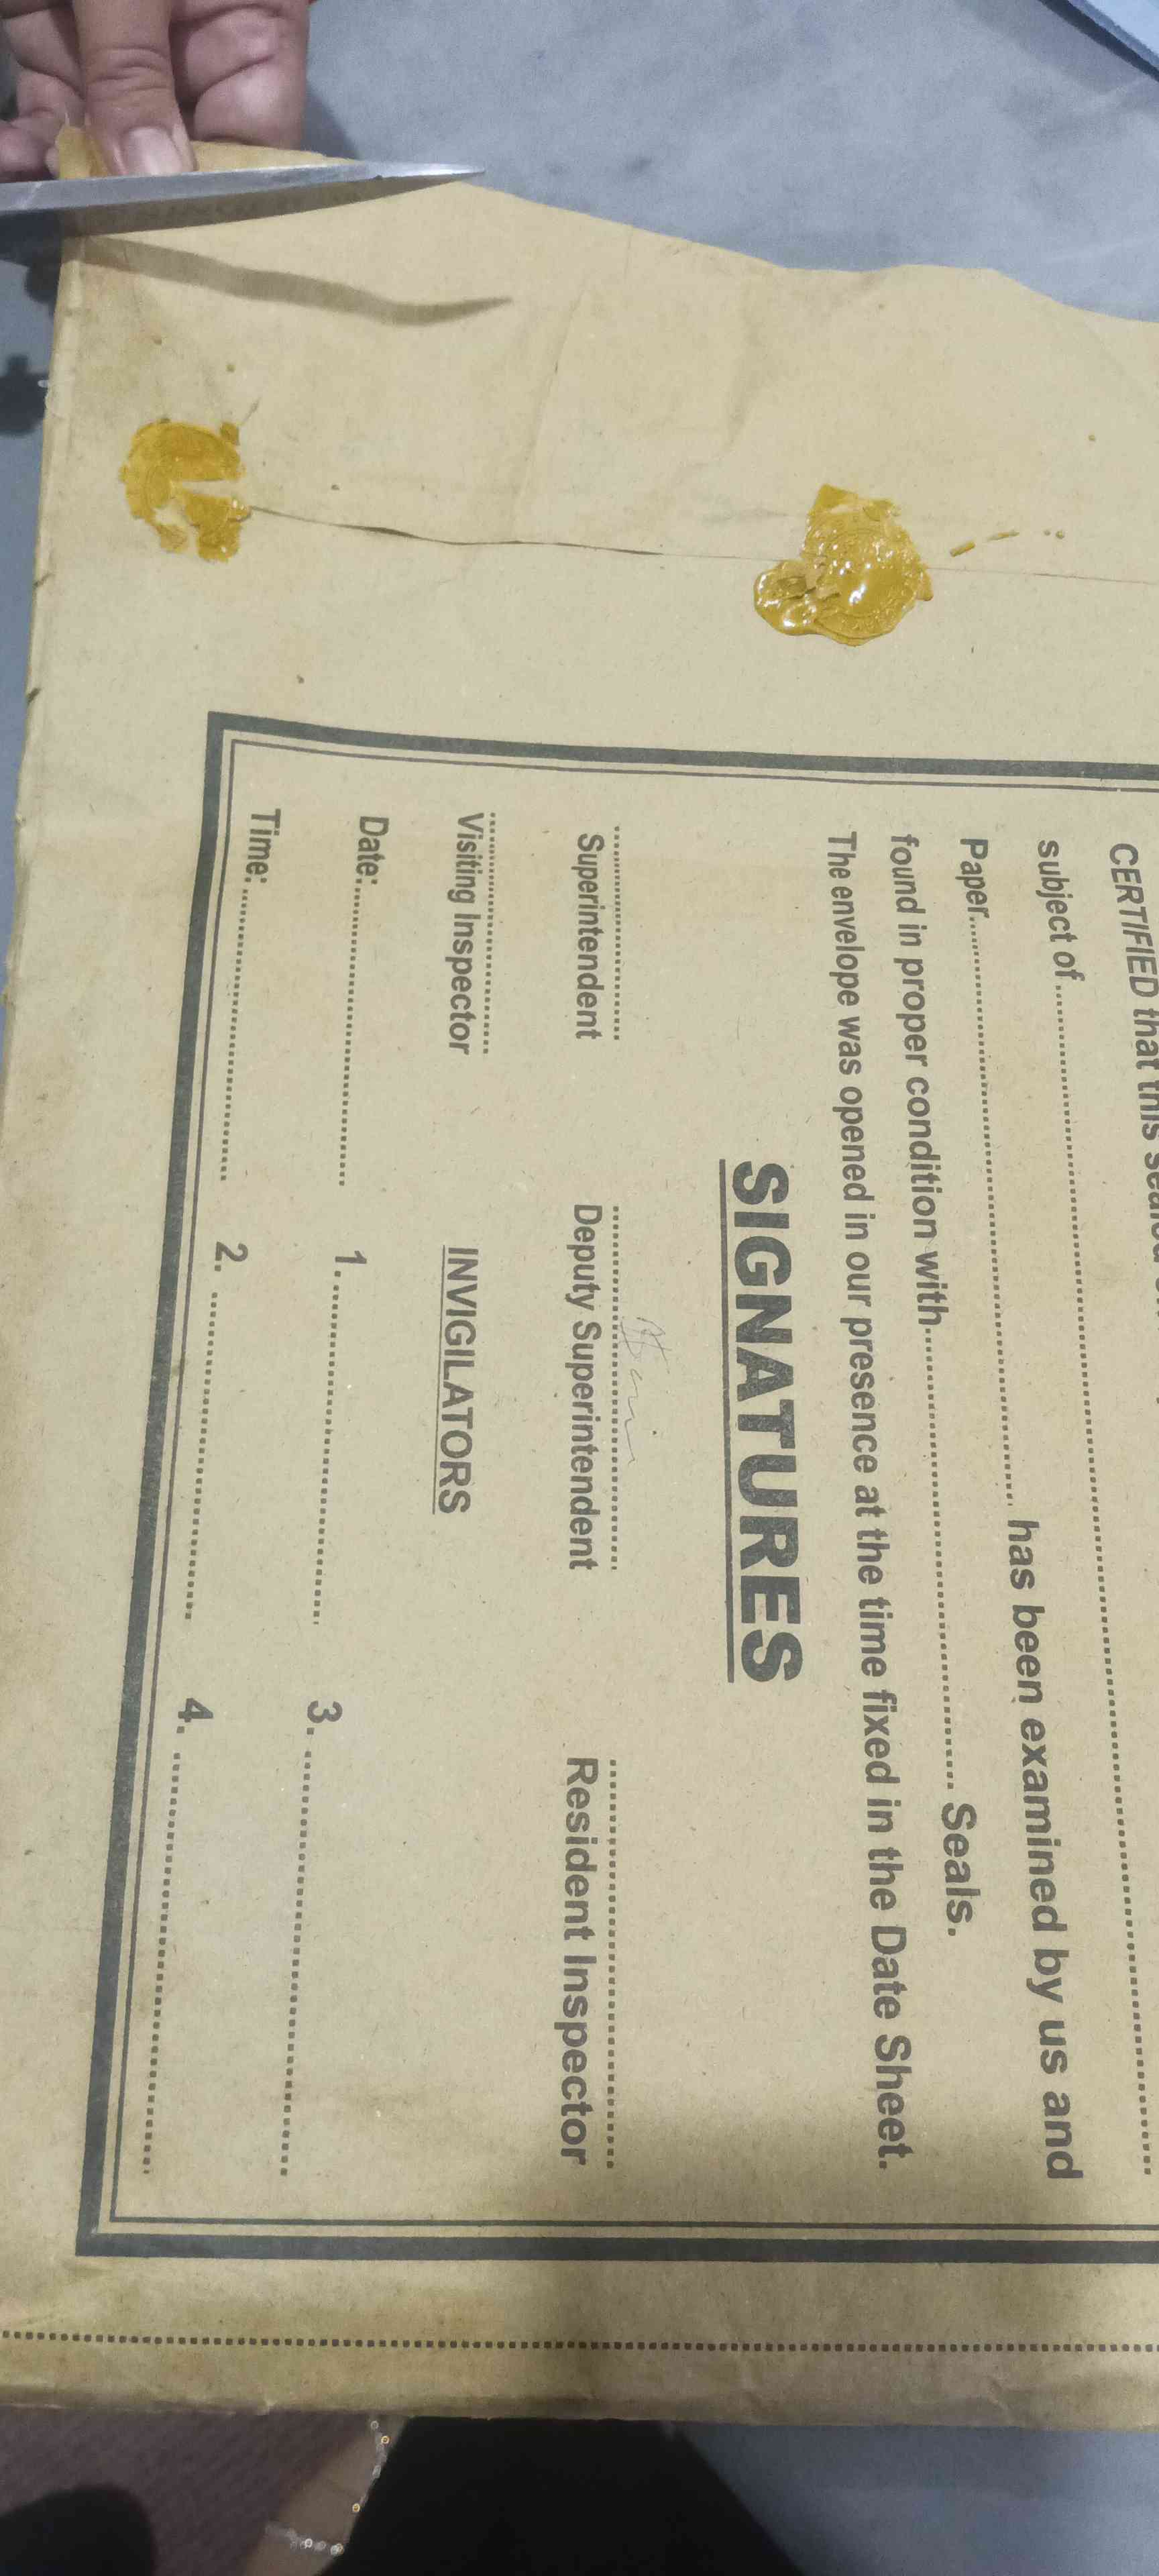 CERTIFIED that this sealed
subject of ................................
Paper................................ has been examined by us and
found in proper condition with................................ Seals.
The envelope was opened in our presence at the time fixed in the Date Sheet.
SIGNATURES
Superintendent Deputy Superintendent Resident Inspector
Visiting Inspector INVIGILATORS
Date:................................ 1................................ 3................................
Time:................................ 2. ................................ 4. ................................